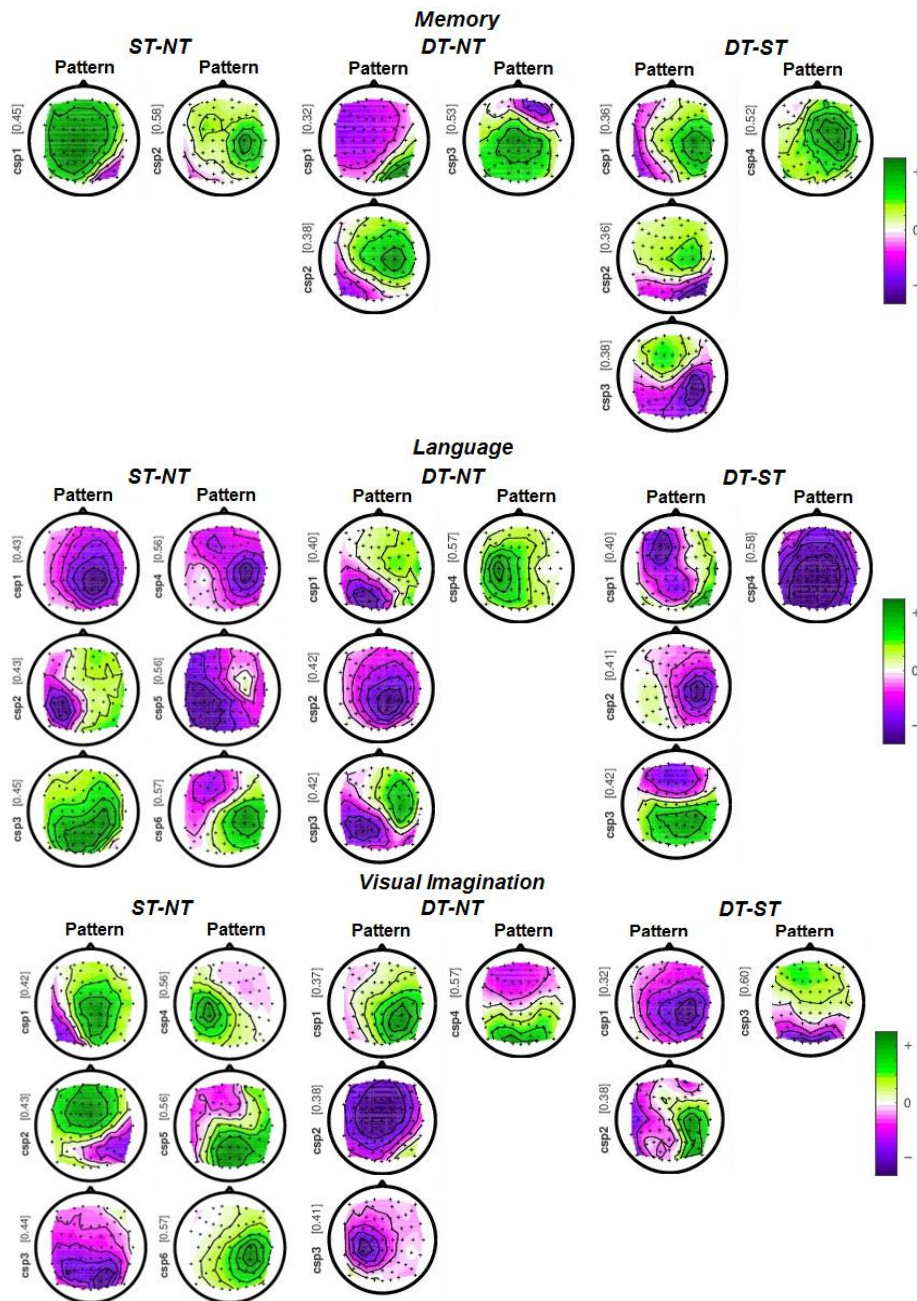 Memory
ST-NT DT-NT DT-ST
Pattern Pattern Pattern Pattern Pattern Pattern
csp1 [0.45] csp2 [0.58] csp1 [0.32] csp3 [0.53] csp1 [0.36] csp4 [0.52]
+
0
−
csp2 [0.38] csp2 [0.36]
csp3 [0.38]
Language
ST-NT DT-NT DT-ST
Pattern Pattern Pattern Pattern Pattern Pattern
csp1 [0.43] csp4 [0.56] csp1 [0.40] csp4 [0.57] csp1 [0.40] csp4 [0.58]
+
0
−
csp2 [0.43] csp5 [0.56] csp2 [0.42] csp2 [0.41]
csp3 [0.45] csp6 [0.57] csp3 [0.42] csp3 [0.42]
Visual Imagination
ST-NT DT-NT DT-ST
Pattern Pattern Pattern Pattern Pattern Pattern
csp1 [0.42] csp4 [0.56] csp1 [0.37] csp4 [0.57] csp1 [0.32] csp3 [0.60]
+
0
−
csp2 [0.43] csp5 [0.56] csp2 [0.38] csp2 [0.38]
csp3 [0.44] csp6 [0.57] csp3 [0.41]